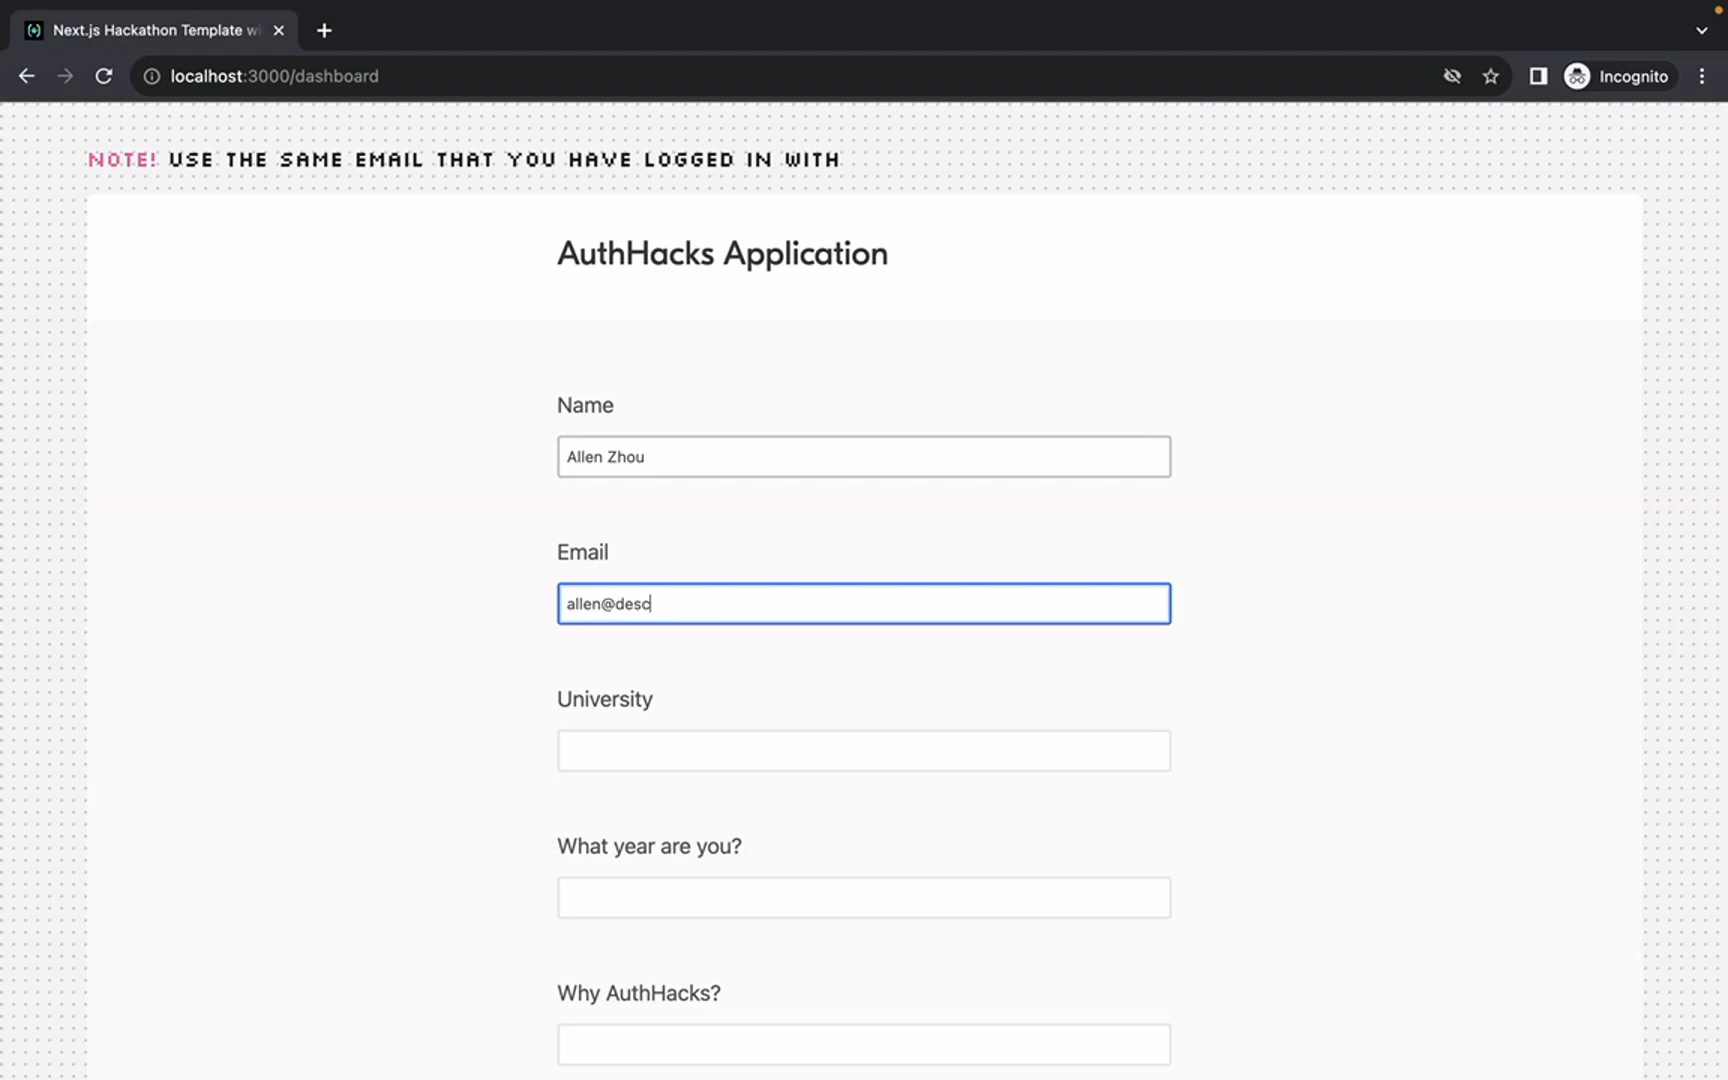 Next.js Hackathon Template wi
localhost:3000/dashboard
Incognito
NOTE! USE THE SAME EMAIL THAT YOU HAVE LOGGED IN WITH
AuthHacks Application
Name
Allen Zhou
Email
allen@desc
University
What year are you?
Why AuthHacks?